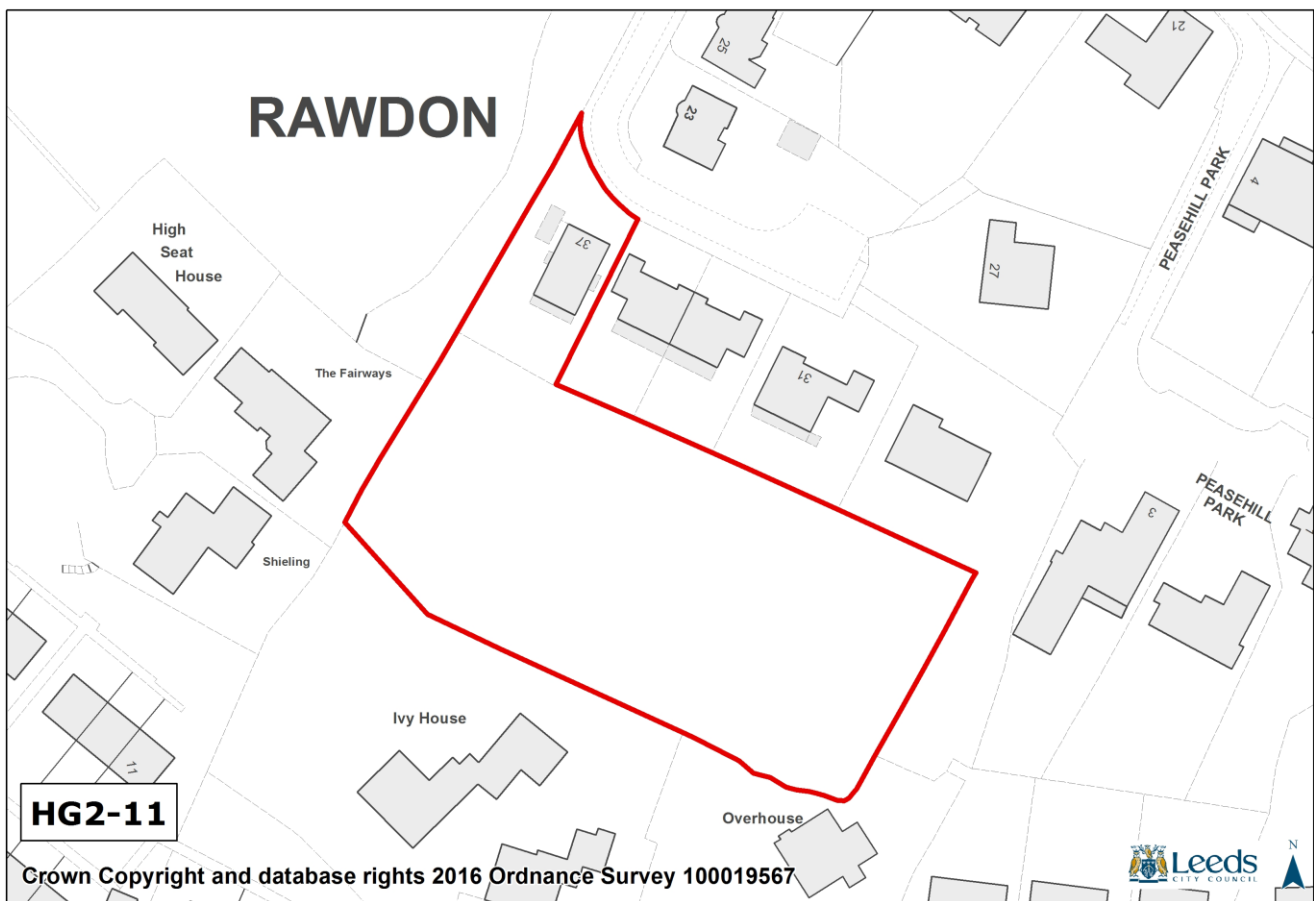 21
25
RAWDON
23
4
PEASEHILL PARK
High
Seat
House
37
27
The Fairways
31
PEASEHILL
PARK
3
Shieling
Ivy House
11
HG2-11
Overhouse
Leeds
CITY COUNCIL
N
Crown Copyright and database rights 2016 Ordnance Survey 100019567